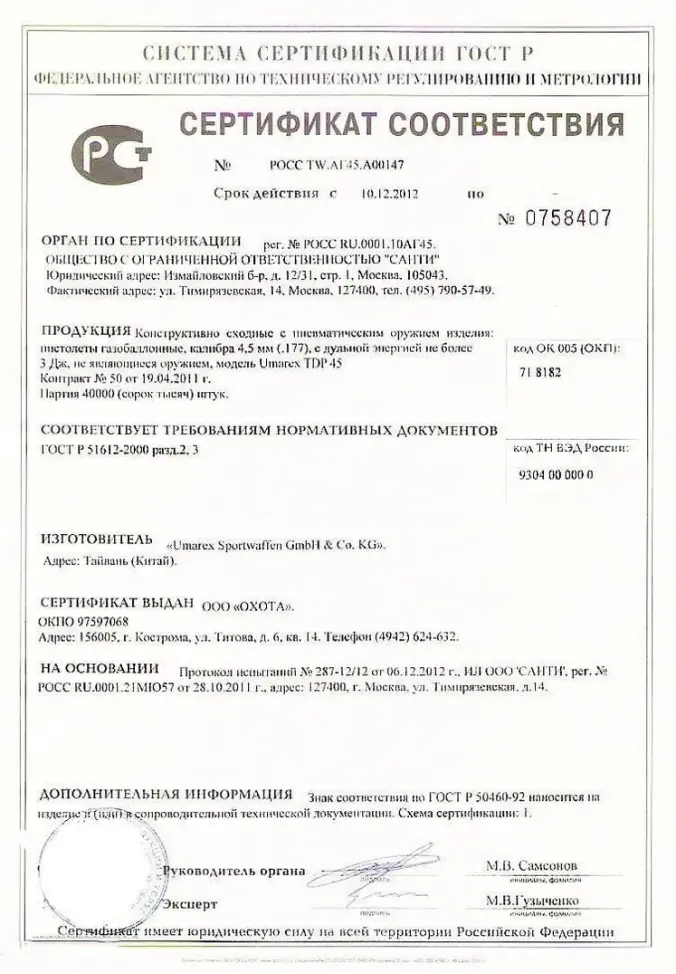 СИСТЕМА СЕРТИФИКАЦИИ ГОСТ Р
ФЕДЕРАЛЬНОЕ АГЕНТСТВО ПО ТЕХНИЧЕСКОМУ РЕГУЛИРОВАНИЮ И МЕТРОЛОГИИ
СЕРТИФИКАТ СООТВЕТСТВИЯ
№ РОСС TW.АГ45.А00147
Срок действия с 10.12.2012 по -
№ 0758407
ОРГАН ПО СЕРТИФИКАЦИИ рег. № РОСС RU.0001.10АГ45.
ОБЩЕСТВО С ОГРАНИЧЕННОЙ ОТВЕТСТВЕННОСТЬЮ "САНТИ"
Юридический адрес: Измайловский б-р, д. 12/31, стр. 1, Москва, 105043.
Фактический адрес: ул. Тимирязевская, 14, Москва, 127400, тел. (495) 790-57-49.
ПРОДУКЦИЯ Конструктивно сходные с пневматическим оружием изделия:
пистолеты газобаллонные, калибра 4,5 мм (.177), с дульной энергией не более
3 Дж, не являющиеся оружием, модель Umarex TDP 45
Контракт № 50 от 19.04.2011 г.
Партия 40000 (сорок тысяч) штук.
код ОК 005 (ОКП):
71 8182
СООТВЕТСТВУЕТ ТРЕБОВАНИЯМ НОРМАТИВНЫХ ДОКУМЕНТОВ
ГОСТ Р 51612-2000 разд.2, 3
код ТН ВЭД России:
9304 00 000 0
ИЗГОТОВИТЕЛЬ «Umarex Sportwaffen GmbH & Co. KG».
Адрес: Тайвань (Китай).
СЕРТИФИКАТ ВЫДАН ООО «ОХОТА».
ОКПО 97597068
Адрес: 156005, г. Кострома, ул. Титова, д. 6, кв. 14. Телефон (4942) 624-632.
НА ОСНОВАНИИ Протокол испытаний № 287-12/12 от 06.12.2012 г., ИЛ ООО "САНТИ", рег. №
РОСС RU.0001.21МЮ57 от 28.10.2011 г., адрес: 127400, г. Москва, ул. Тимирязевская, д.14.
ДОПОЛНИТЕЛЬНАЯ ИНФОРМАЦИЯ Знак соответствия по ГОСТ Р 50460-92 наносится на
изделие и (или) в сопроводительной технической документации. Схема сертификации: 1.
Руководитель органа М.В. Самсонов
подпись инициалы, фамилия
Эксперт М.В.Гузыченко
подпись инициалы, фамилия
Сертификат имеет юридическую силу на всей территории Российской Федерации